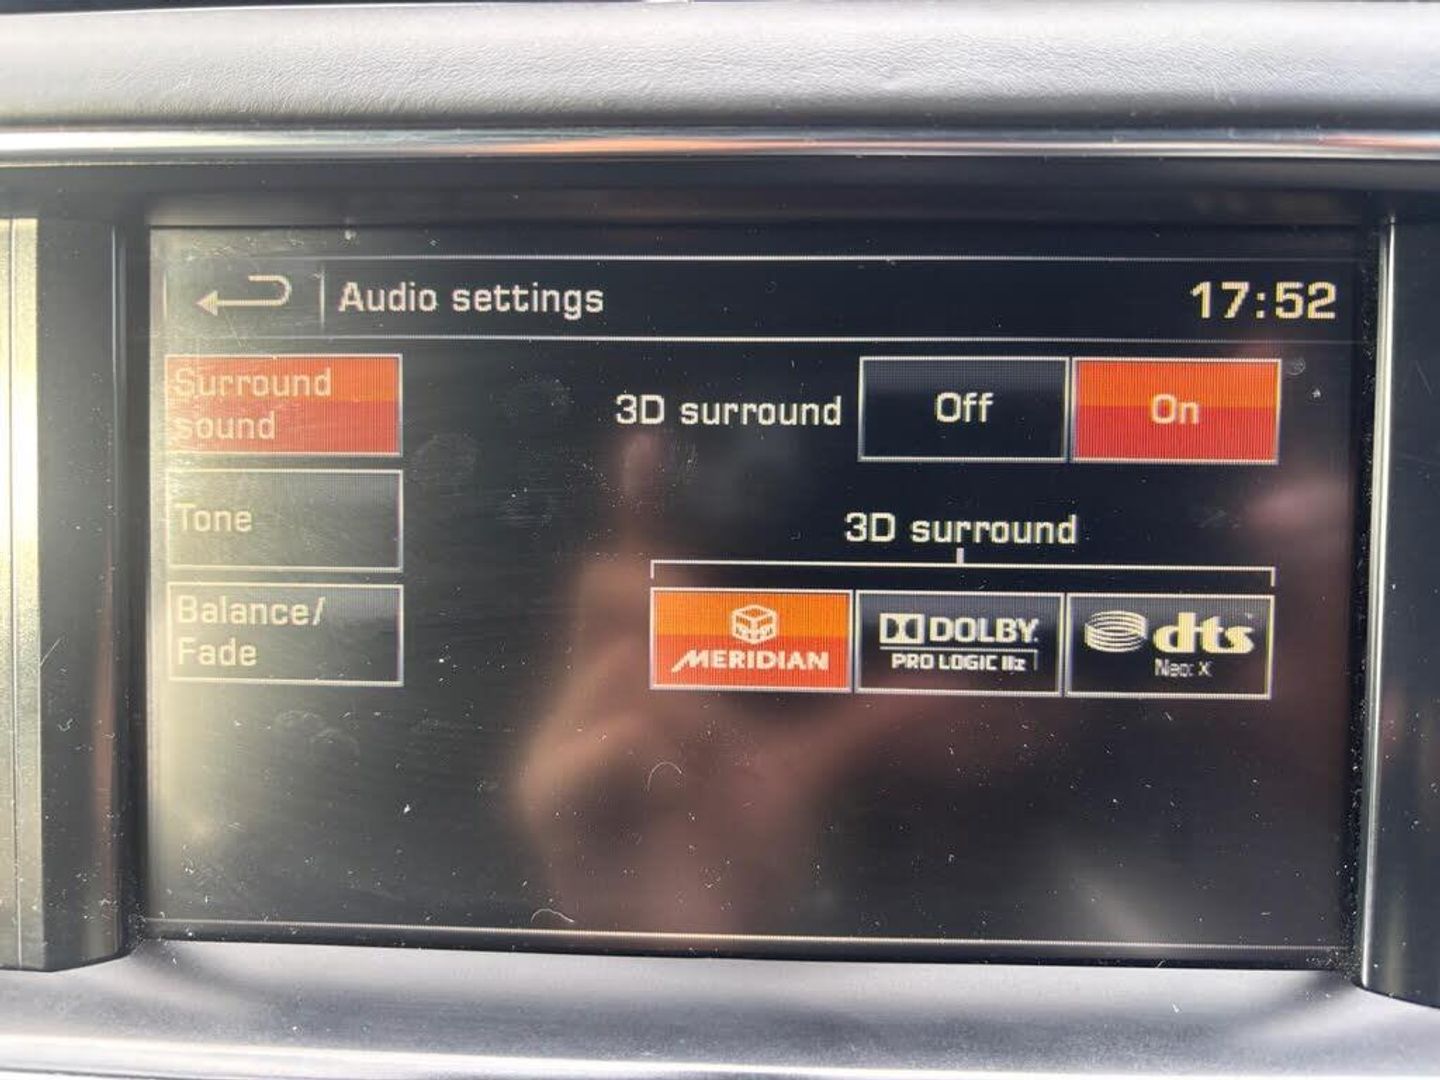 Audio settings
17:52
Surround
sound
3D surround
Off
On
Tone
3D surround
Balance/
Fade
MERIDIAN
DOLBY
PRO LOGIC IIz
dts
Neo: X